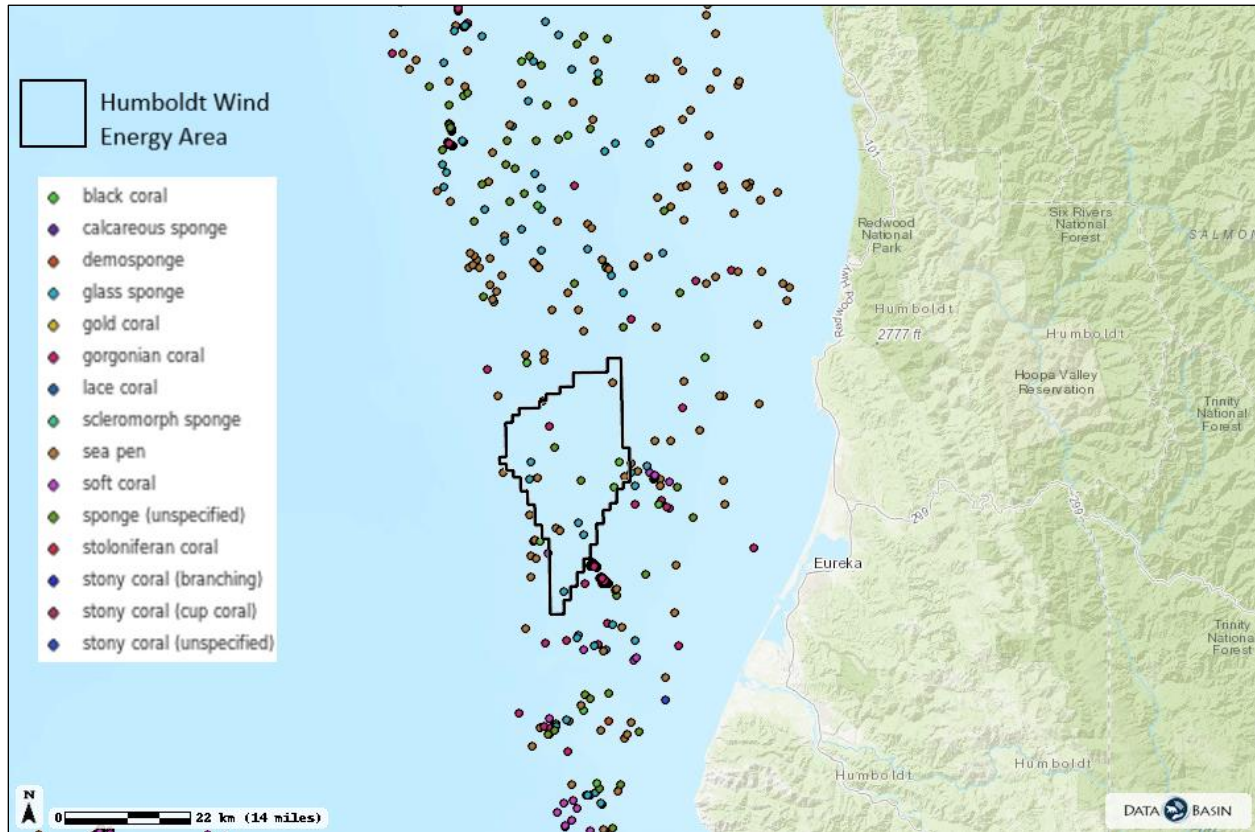 Humboldt Wind
Energy Area
black coral
calcareous sponge
demosponge
glass sponge
gold coral
gorgonian coral
lace coral
scleromorph sponge
sea pen
soft coral
sponge (unspecified)
stoloniferan coral
stony coral (branching)
stony coral (cup coral)
stony coral (unspecified)
101
Redwood
National
Park
Six Rivers
National
Forest
SALMON
Redwood Hwy
Humboldt
2777 ft
Humboldt
Hoopa Valley
Reservation
Trinity
National
Forest
299
299
Eureka
Trinity
National
Forest
Humboldt
Humboldt
N
0 22 km (14 miles)
DATA BASIN